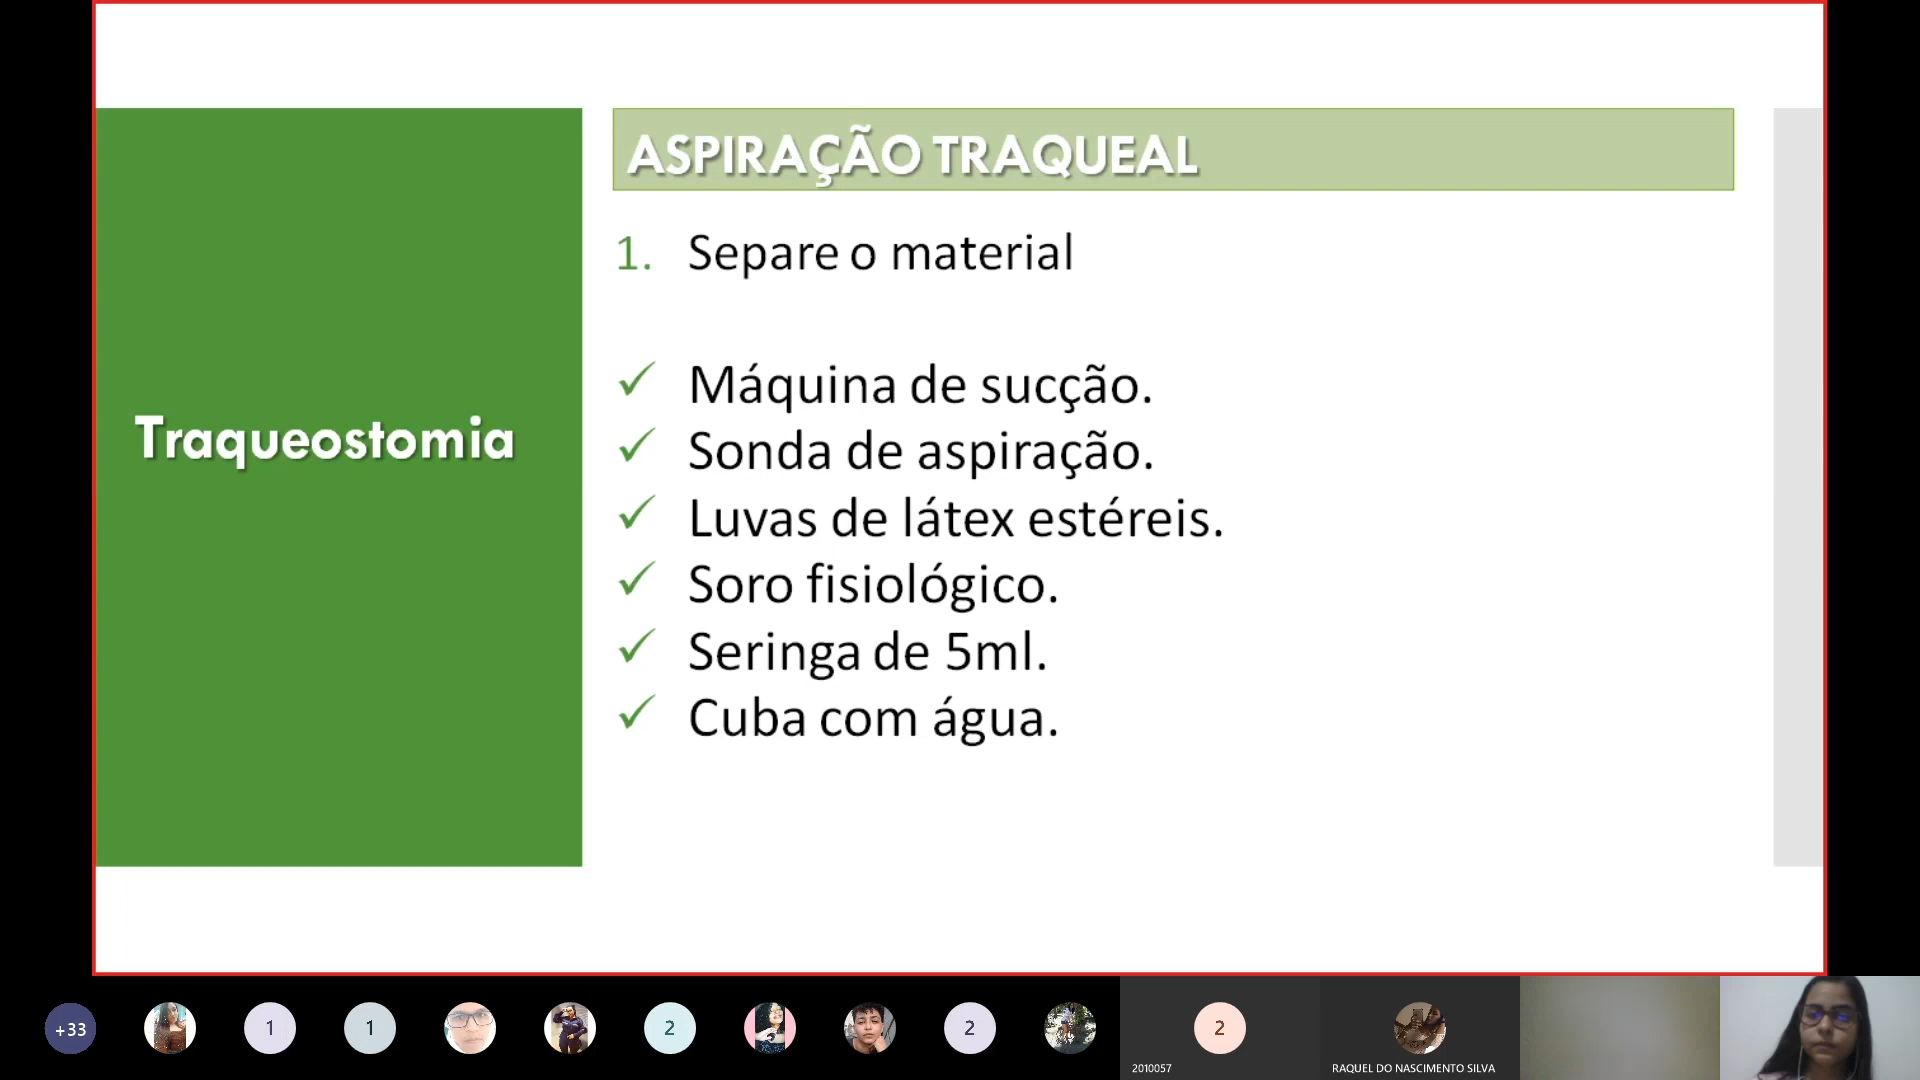 Traqueostomia
ASPIRAÇÃO TRAQUEAL
1. Separe o material
✓ Máquina de sucção.
✓ Sonda de aspiração.
✓ Luvas de látex estéreis.
✓ Soro fisiológico.
✓ Seringa de 5ml.
✓ Cuba com água.
+33
1
1
2
2
2
2010057
RAQUEL DO NASCIMENTO SILVA